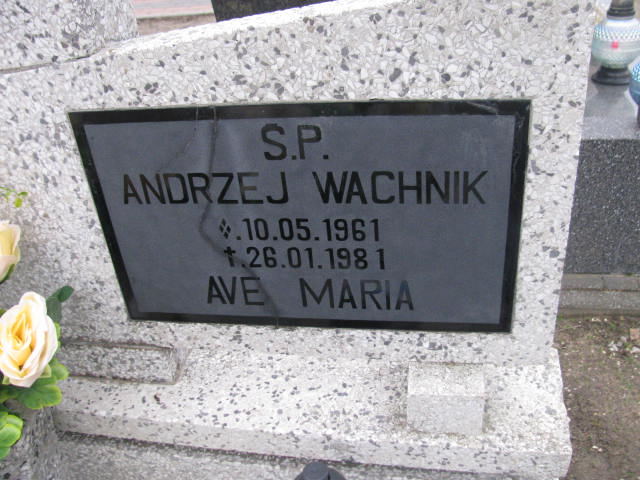 Ś.P.
ANDRZEJ WACHNIK
.10.05.1961
†.26.01.1981
AVE MARIA